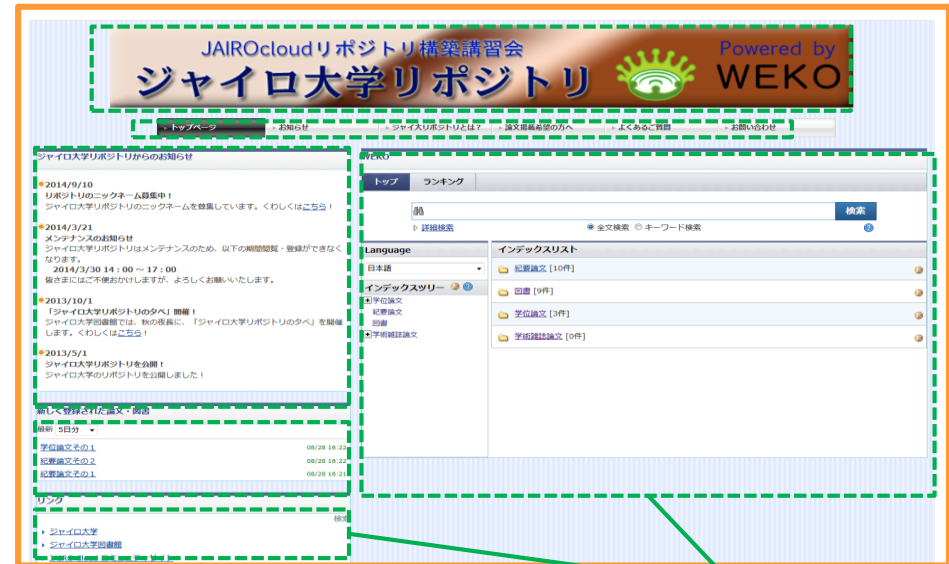 JAIROcloudリポジトリ構築講習会
ジャイロ大学リポジトリ
Powered by
WEKO
トップページ
お知らせ
ジャイ大リポジトリとは?
論文掲載希望の方へ
よくあるご質問
お問い合わせ
ジャイロ大学リポジトリからのお知らせ
2014/9/10
リポジトリのニックネーム募集中!
ジャイロ大学リポジトリのニックネームを募集しています。くわしくはこちら!
2014/3/21
メンテナンスのお知らせ
ジャイロ大学リポジトリはメンテナンスのため、以下の期間閲覧・登録ができなく
なります。
2014/3/30 14:00~17:00
皆さまにはご不便おかけしますが、よろしくお願いいたします。
2013/10/1
「ジャイロ大学リポジトリの夕べ」開催!
ジャイロ大学図書館では、秋の夜長に、「ジャイロ大学リポジトリの夕べ」を開催
します。くわしくはこちら!
2013/5/1
ジャイロ大学リポジトリを公開!
ジャイロ大学のリポジトリを公開しました!
新しく登録された論文・図書
最新 5日分
学位論文その1 08/28 16:22
紀要論文その2 08/28 16:22
紀要論文その1 08/28 16:21
リンク
検索
ジャイロ大学
ジャイロ大学図書館
WEKO
トップ ランキング
検索
詳細検索
全文検索 キーワード検索
Language
日本語
インデックスツリー
学位論文
紀要論文
図書
学術雑誌論文
インデックスリスト
紀要論文 [10件]
図書 [9件]
学位論文 [3件]
学術雑誌論文 [0件]